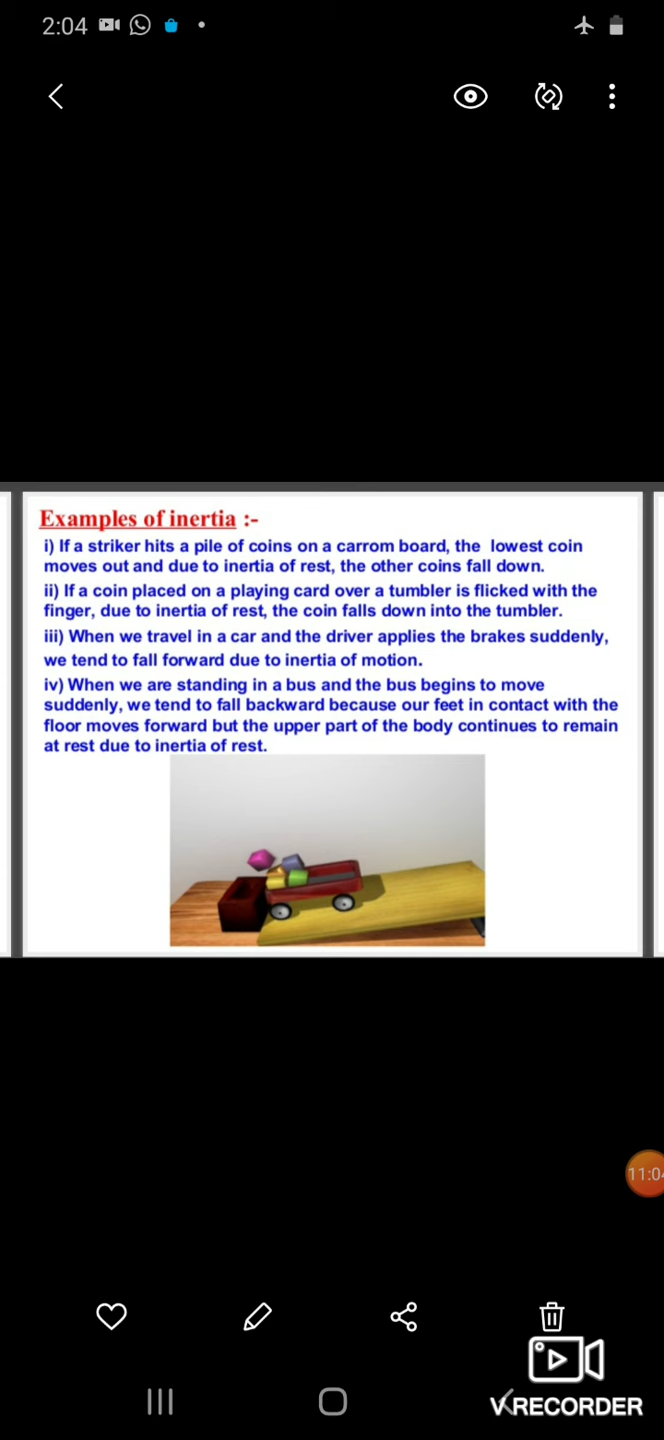 2:04
Examples of inertia :-
i) If a striker hits a pile of coins on a carrom board, the lowest coin
moves out and due to inertia of rest, the other coins fall down.
ii) If a coin placed on a playing card over a tumbler is flicked with the
finger, due to inertia of rest, the coin falls down into the tumbler.
iii) When we travel in a car and the driver applies the brakes suddenly,
we tend to fall forward due to inertia of motion.
iv) When we are standing in a bus and the bus begins to move
suddenly, we tend to fall backward because our feet in contact with the
floor moves forward but the upper part of the body continues to remain
at rest due to inertia of rest.
11:04
VRECORDER